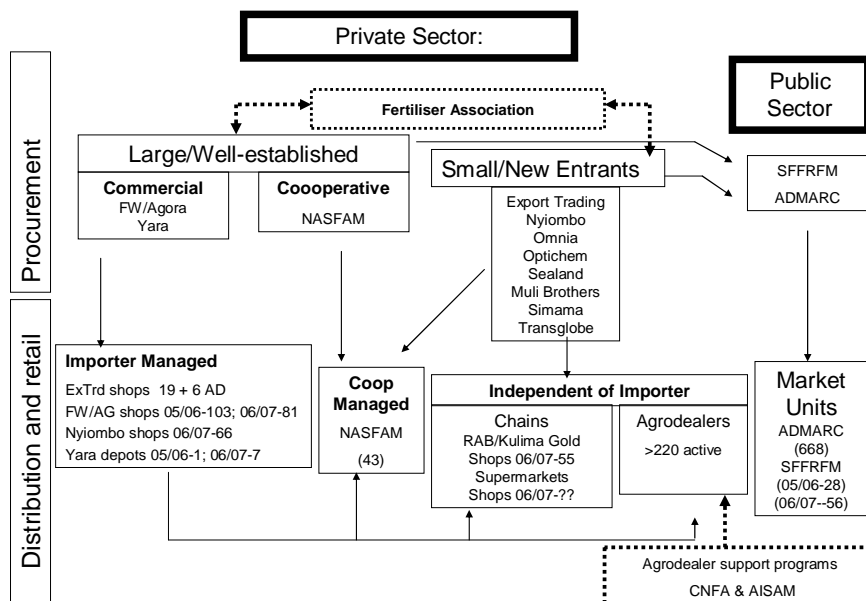 Private Sector:
Public
Sector
Procurement
Fertiliser Association
Large/Well-established
Commercial
FW/Agora
Yara
Coooperative
NASFAM
Small/New Entrants
Export Trading
Nyiombo
Omnia
Optichem
Sealand
Muli Brothers
Simama
Transglobe
SFFRFM
ADMARC
Distribution and retail
Importer Managed
ExTrd shops 19 + 6 AD
FW/AG shops 05/06-103; 06/07-81
Nyiombo shops 06/07-66
Yara depots 05/06-1; 06/07-7
Coop
Managed
NASFAM
(43)
Independent of Importer
Chains
RAB/Kulima Gold
Shops 06/07-55
Supermarkets
Shops 06/07-??
Agrodealers
>220 active
Market
Units
ADMARC
(668)
SFFRFM
(05/06-28)
(06/07--56)
Agrodealer support programs
CNFA & AISAM